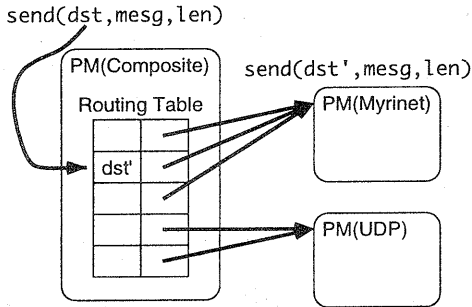 send(dst,mesg,len)
PM(Composite)
send(dst',mesg,len)
Routing Table
PM(Myrinet)
dst'
PM(UDP)